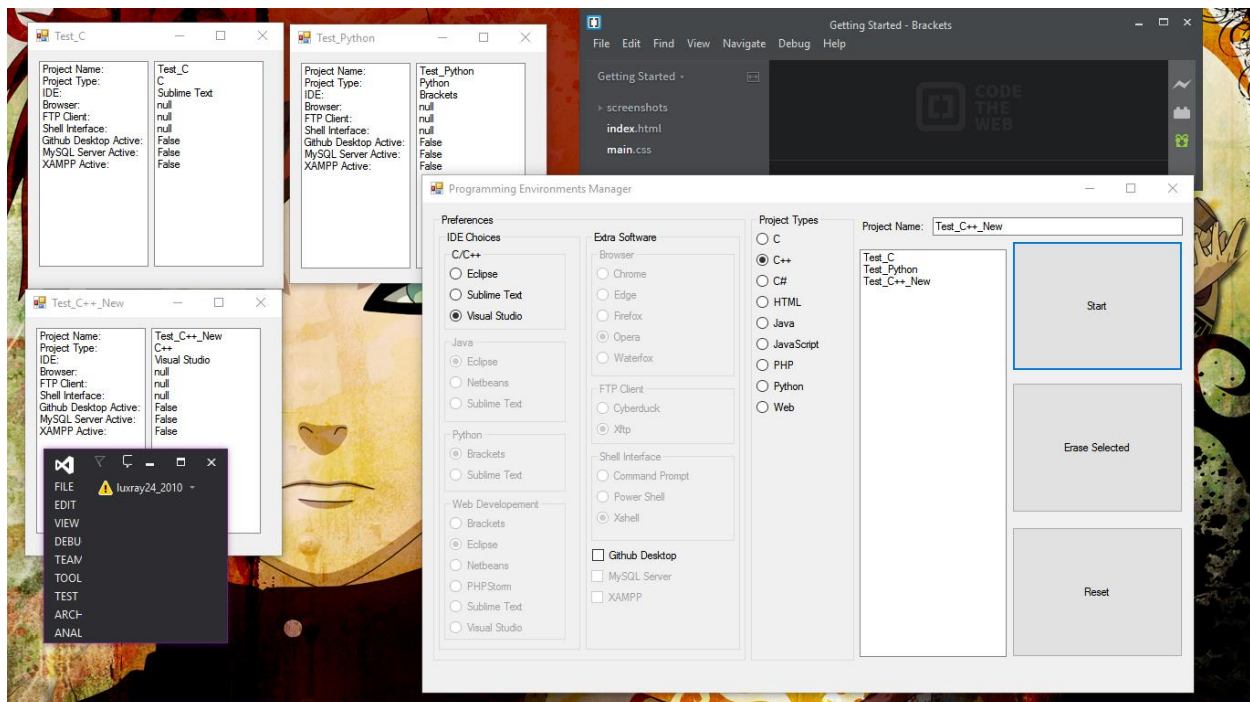 Test_C
Project Name: Test_C
Project Type: C
IDE: Sublime Text
Browser: null
FTP Client: null
Shell Interface: null
Github Desktop Active: False
MySQL Server Active: False
XAMPP Active: False
Test_Python
Project Name: Test_Python
Project Type: Python
IDE: Brackets
Browser: null
FTP Client: null
Shell Interface: null
Github Desktop Active: False
MySQL Server Active: False
XAMPP Active: False
Getting Started - Brackets
File Edit Find View Navigate Debug Help
Getting Started
screenshots
index.html
main.css
CODE
THE
WEB
Test_C++_New
Project Name: Test_C++_New
Project Type: C++
IDE: Visual Studio
Browser: null
FTP Client: null
Shell Interface: null
Github Desktop Active: False
MySQL Server Active: False
XAMPP Active: False
FILE
luxray24_2010
EDIT
VIEW
DEBU
TEAM
TOOL
TEST
ARCH
ANAL
Programming Environments Manager
Preferences
IDE Choices
C/C++
Eclipse
Sublime Text
Visual Studio
Java
Eclipse
Netbeans
Sublime Text
Python
Brackets
Sublime Text
Web Developement
Brackets
Eclipse
Netbeans
PHPStorm
Sublime Text
Visual Studio
Extra Software
Browser
Chrome
Edge
Firefox
Opera
Waterfox
FTP Client
Cyberduck
Xftp
Shell Interface
Command Prompt
Power Shell
Xshell
Github Desktop
MySQL Server
XAMPP
Project Types
C
C++
C#
HTML
Java
JavaScript
PHP
Python
Web
Project Name: Test_C++_New
Test_C
Test_Python
Test_C++_New
Start
Erase Selected
Reset